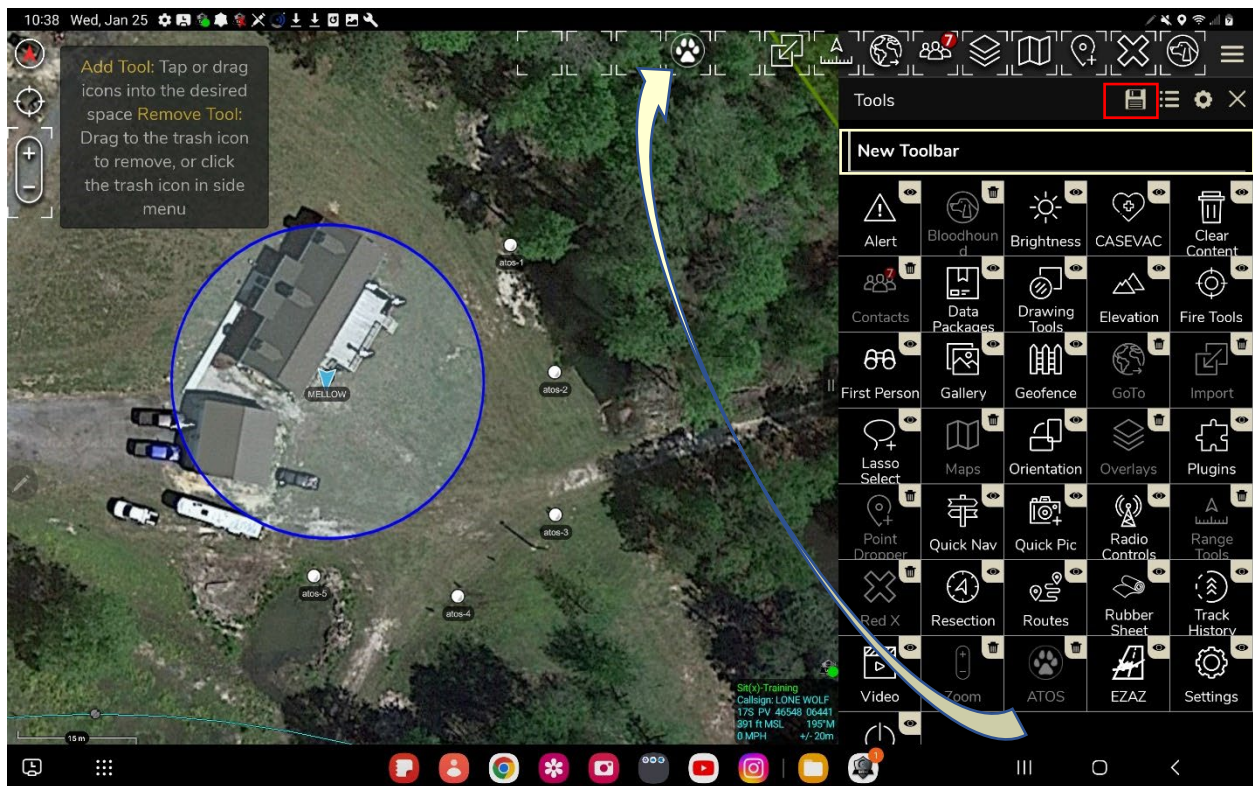 10:38 Wed, Jan 25
Add Tool: Tap or drag
icons into the desired
space Remove Tool:
Drag to the trash icon
to remove, or click
the trash icon in side
menu
7
Tools
New Toolbar
Alert
Bloodhoun
d
Brightness
CASEVAC
Clear
Content
7
Contacts
Data
Packages
Drawing
Tools
Elevation
Fire Tools
First Person
Gallery
Geofence
GoTo
Import
Lasso
Select
Maps
Orientation
Overlays
Plugins
Point
Dropper
Quick Nav
Quick Pic
Radio
Controls
Range
Tools
Red X
Resection
Routes
Rubber
Sheet
Track
History
Video
Zoom
ATOS
EZAZ
Settings
atos-1
atos-2
MELLOW
atos-3
atos-5
atos-4
Sit(x)-Training
Callsign: LONE WOLF
17S PV 46548 06441
391 ft MSL 195°M
0 MPH +/- 20m
15 m
1